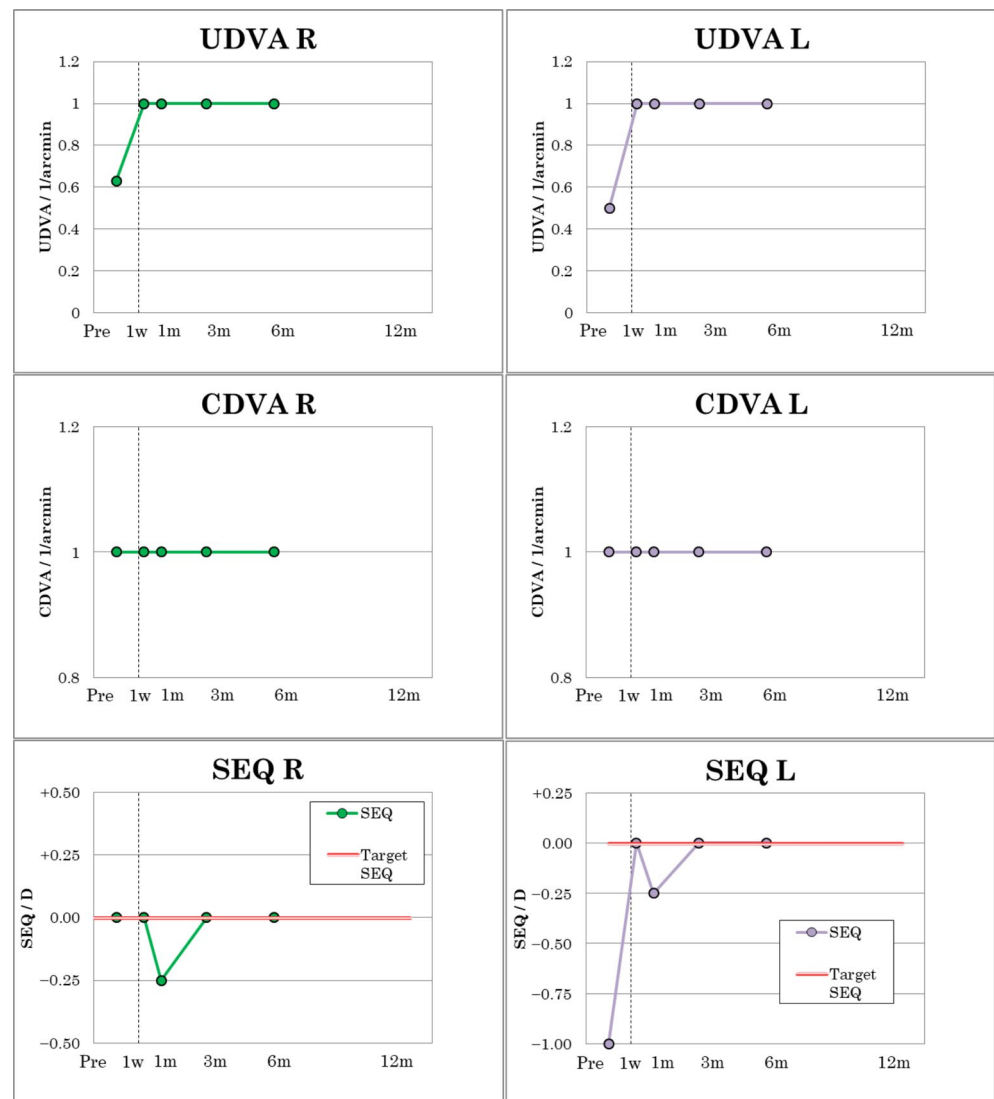 UDVA R
1.2
1
0.8
0.6
0.4
0.2
0
UDVA / 1/arcmin
Pre 1w 1m 3m 6m 12m
UDVA L
1.2
1
0.8
0.6
0.4
0.2
0
UDVA / 1/arcmin
Pre 1w 1m 3m 6m 12m
CDVA R
1.2
1
0.8
CDVA / 1/arcmin
Pre 1w 1m 3m 6m 12m
CDVA L
1.2
1
0.8
CDVA / 1/arcmin
Pre 1w 1m 3m 6m 12m
SEQ R
+0.50
+0.25
0.00
−0.25
−0.50
SEQ / D
SEQ
Target
SEQ
Pre 1w 1m 3m 6m 12m
SEQ L
+0.25
0.00
−0.25
−0.50
−0.75
−1.00
SEQ / D
SEQ
Target
SEQ
Pre 1w 1m 3m 6m 12m